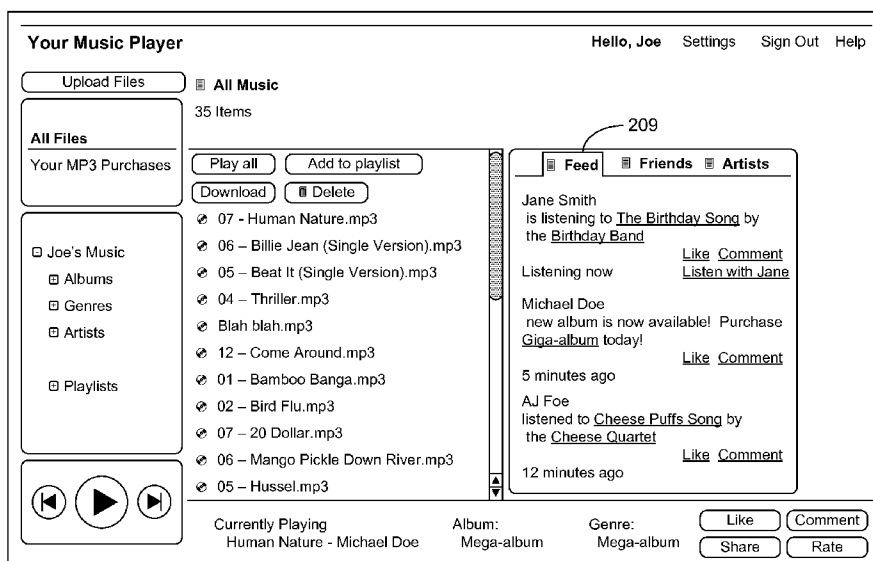 Your Music Player
Hello, Joe Settings Sign Out Help
Upload Files
All Files
Your MP3 Purchases
Joe's Music
Albums
Genres
Artists
Playlists
All Music
35 Items
Play all Add to playlist
Download Delete
07 - Human Nature.mp3
06 – Billie Jean (Single Version).mp3
05 – Beat It (Single Version).mp3
04 – Thriller.mp3
Blah blah.mp3
12 – Come Around.mp3
01 – Bamboo Banga.mp3
02 – Bird Flu.mp3
07 – 20 Dollar.mp3
06 – Mango Pickle Down River.mp3
05 – Hussel.mp3
209
Feed Friends Artists
Jane Smith
is listening to The Birthday Song by
the Birthday Band
Like Comment
Listening now Listen with Jane
Michael Doe
new album is now available! Purchase
Giga-album today!
Like Comment
5 minutes ago
AJ Foe
listened to Cheese Puffs Song by
the Cheese Quartet
Like Comment
12 minutes ago
Currently Playing Album: Genre:
Human Nature - Michael Doe Mega-album Mega-album
Like Comment
Share Rate